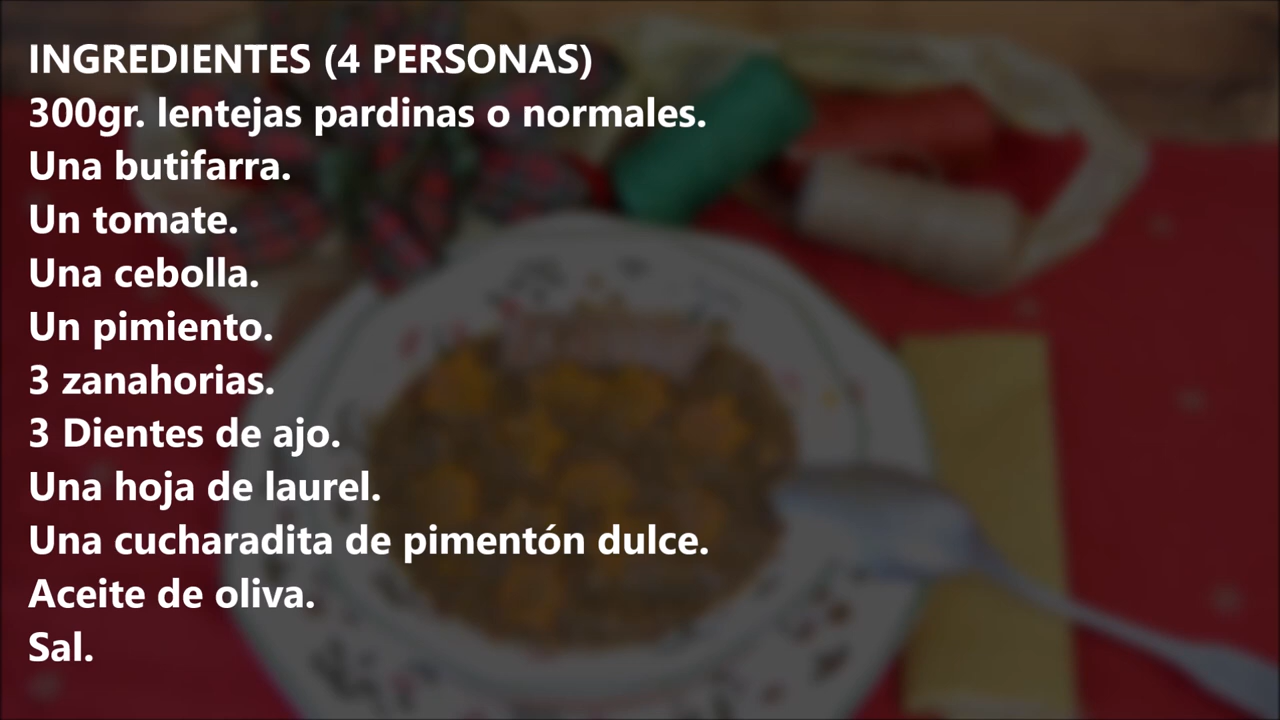 INGREDIENTES (4 PERSONAS)
300gr. lentejas pardinas o normales.
Una butifarra.
Un tomate.
Una cebolla.
Un pimiento.
3 zanahorias.
3 Dientes de ajo.
Una hoja de laurel.
Una cucharadita de pimentón dulce.
Aceite de oliva.
Sal.